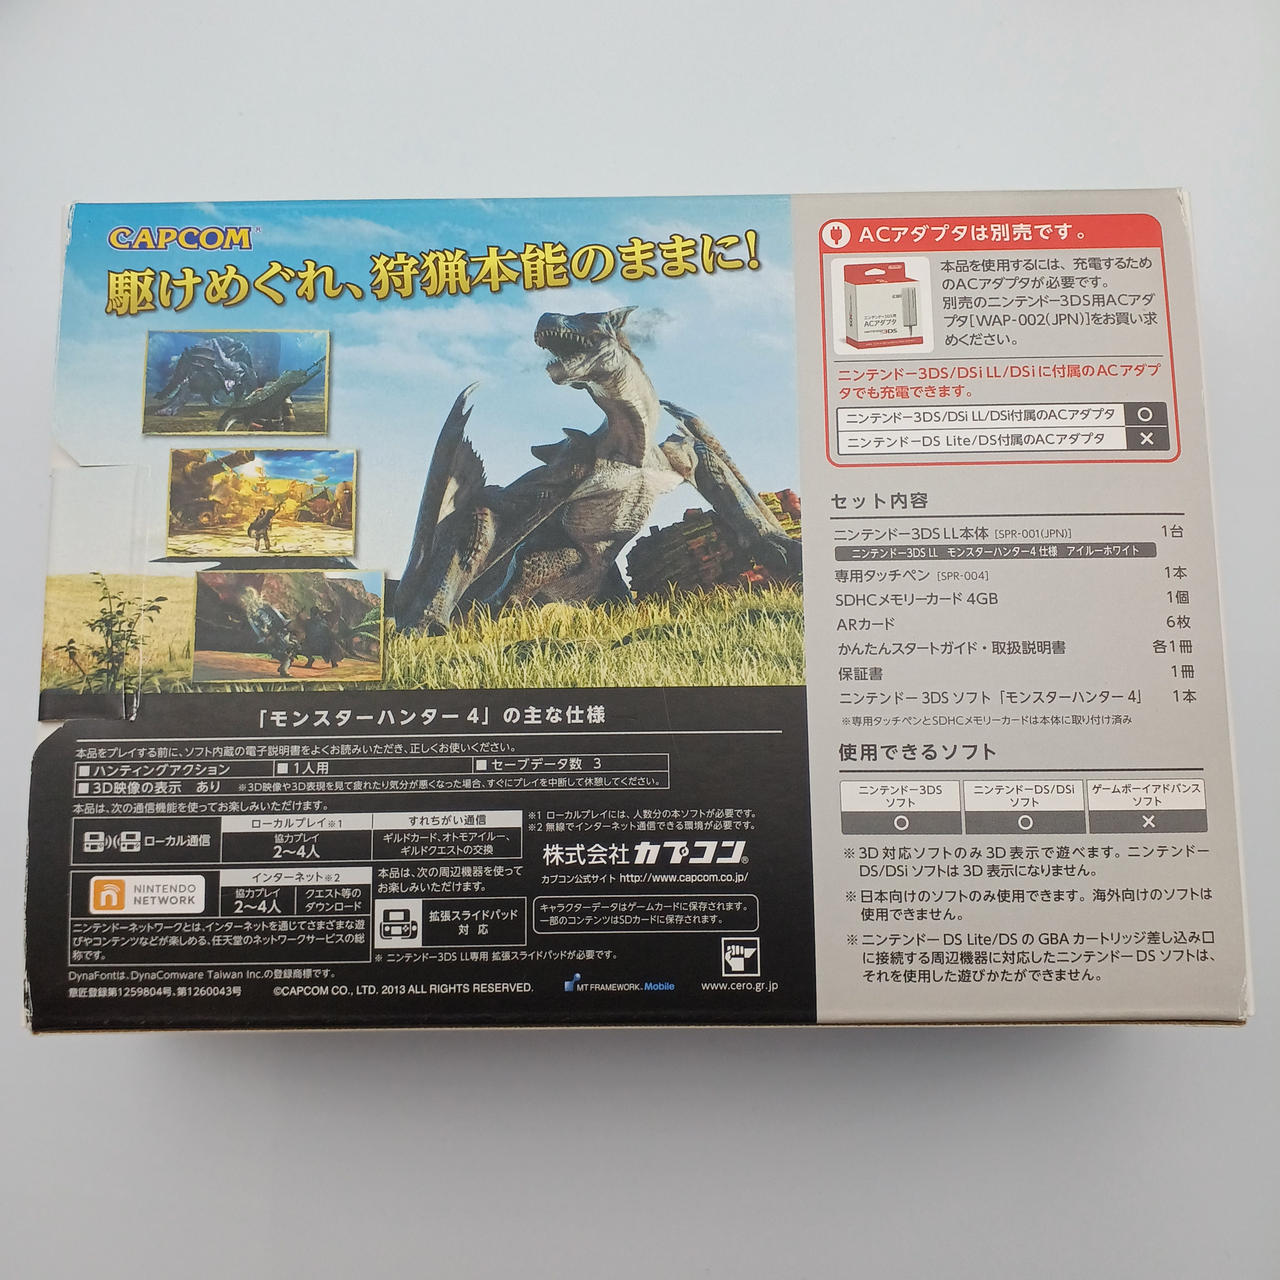 CAPCOM®
駆けめぐれ、狩猟本能のままに!
「モンスターハンター 4」の主な仕様
本品をプレイする前に、ソフト内蔵の電子説明書をよくお読みいただき、正しくお使いください。
■ ハンティングアクション ■ 1人用 ■ セーブデータ数 3
■ 3D映像の表示 あり ※3D映像や3D表現を見て疲れたり気分が悪くなった場合、すぐにプレイを中断して休憩してください。
本品は、次の通信機能を使ってお楽しみいただけます。
ローカル通信
ローカルプレイ※1
協力プレイ
2〜4人
すれちがい通信
ギルドカード、オトモアイルー、
ギルドクエストの交換
NINTENDO
NETWORK
インターネット※2
協力プレイ
2〜4人
クエスト等の
ダウンロード
ニンテンドーネットワークとは、インターネットを通じてさまざまな遊
びやコンテンツなどが楽しめる、任天堂のネットワークサービスの総
称です。
※1 ローカルプレイには、人数分の本ソフトが必要です。
※2 無線でインターネット通信できる環境が必要です。
株式会社カプコン®
カプコン公式サイト http://www.capcom.co.jp/
本品は、次の周辺機器を使って
お楽しみいただけます。
拡張スライドパッド
対 応
キャラクターデータはゲームカードに保存されます。
一部のコンテンツはSDカードに保存されます。
※ ニンテンドー3DS LL専用 拡張スライドパッドが必要です。
DynaFontは、DynaComware Taiwan Inc.の登録商標です。
意匠登録第1259804号、第1260043号
©CAPCOM CO., LTD. 2013 ALL RIGHTS RESERVED.
MT FRAMEWORK. Mobile
www.cero.gr.jp
ACアダプタは別売です。
ニンテンドー3DS用
ACアダプタ
NINTENDO3DS
本品を使用するには、充電するため
のACアダプタが必要です。
別売のニンテンドー3DS用ACアダ
プタ[WAP-002(JPN)]をお買い求
めください。
ニンテンドー3DS/DSi LL/DSiに付属のACアダプ
タでも充電できます。
ニンテンドー3DS/DSi LL/DSi付属のACアダプタ ○
ニンテンドーDS Lite/DS付属のACアダプタ ×
セット内容
ニンテンドー3DS LL本体 [SPR-001(JPN)] 1台
ニンテンドー3DS LL モンスターハンター4 仕様 アイルーホワイト
専用タッチペン [SPR-004] 1本
SDHCメモリーカード 4GB 1個
ARカード 6枚
かんたんスタートガイド・取扱説明書 各1冊
保証書 1冊
ニンテンドー 3DS ソフト「モンスターハンター 4」 1本
※専用タッチペンとSDHCメモリーカードは本体に取り付け済み
使用できるソフト
ニンテンドー3DS
ソフト
○
ニンテンドーDS/DSi
ソフト
○
ゲームボーイアドバンス
ソフト
×
※ 3D 対応ソフトのみ 3D 表示で遊べます。ニンテンドー
DS/DSi ソフトは 3D 表示になりません。
※ 日本向けのソフトのみ使用できます。海外向けのソフトは
使用できません。
※ ニンテンドー DS Lite/DS の GBA カートリッジ差し込み口
に接続する周辺機器に対応したニンテンドー DS ソフトは、
それを使用した遊びかたができません。